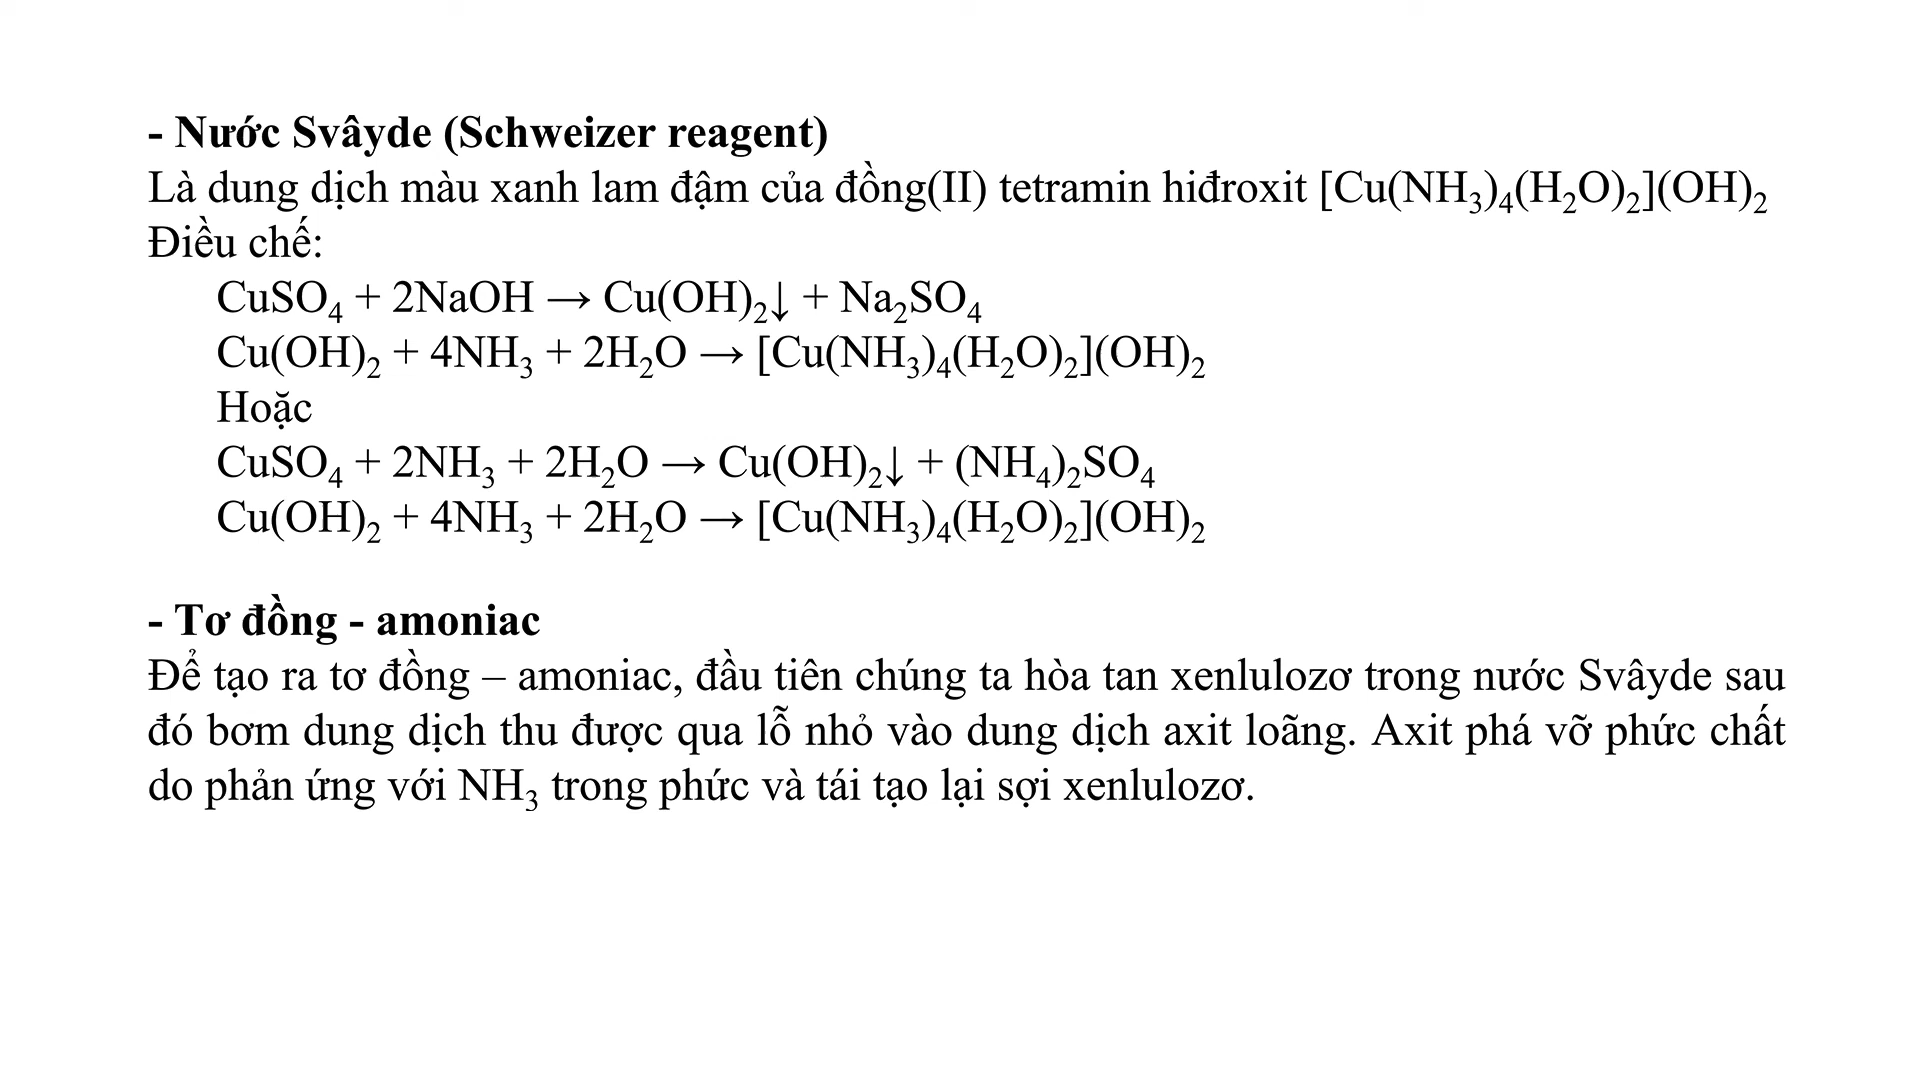 - Nước Svâyde (Schweizer reagent)
Là dung dịch màu xanh lam đậm của đồng(II) tetramin hiđroxit [Cu(NH₃)₄(H₂O)₂](OH)₂
Điều chế:
CuSO₄ + 2NaOH → Cu(OH)₂↓ + Na₂SO₄
Cu(OH)₂ + 4NH₃ + 2H₂O → [Cu(NH₃)₄(H₂O)₂](OH)₂
Hoặc
CuSO₄ + 2NH₃ + 2H₂O → Cu(OH)₂↓ + (NH₄)₂SO₄
Cu(OH)₂ + 4NH₃ + 2H₂O → [Cu(NH₃)₄(H₂O)₂](OH)₂
- Tơ đồng - amoniac
Để tạo ra tơ đồng – amoniac, đầu tiên chúng ta hòa tan xenlulozơ trong nước Svâyde sau
đó bơm dung dịch thu được qua lỗ nhỏ vào dung dịch axit loãng. Axit phá vỡ phức chất
do phản ứng với NH₃ trong phức và tái tạo lại sợi xenlulozơ.